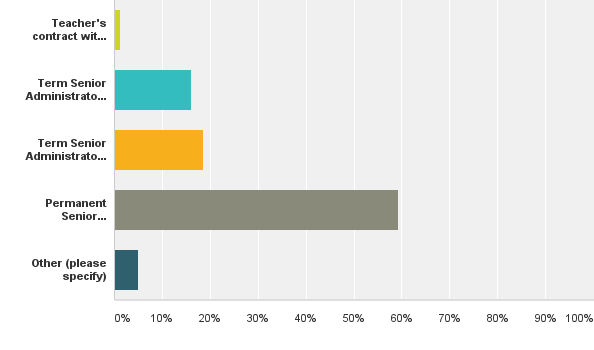 Teacher's
contract wit...
Term Senior
Administrato...
Term Senior
Administrato...
Permanent
Senior...
Other (please
specify)
0% 10% 20% 30% 40% 50% 60% 70% 80% 90% 100%